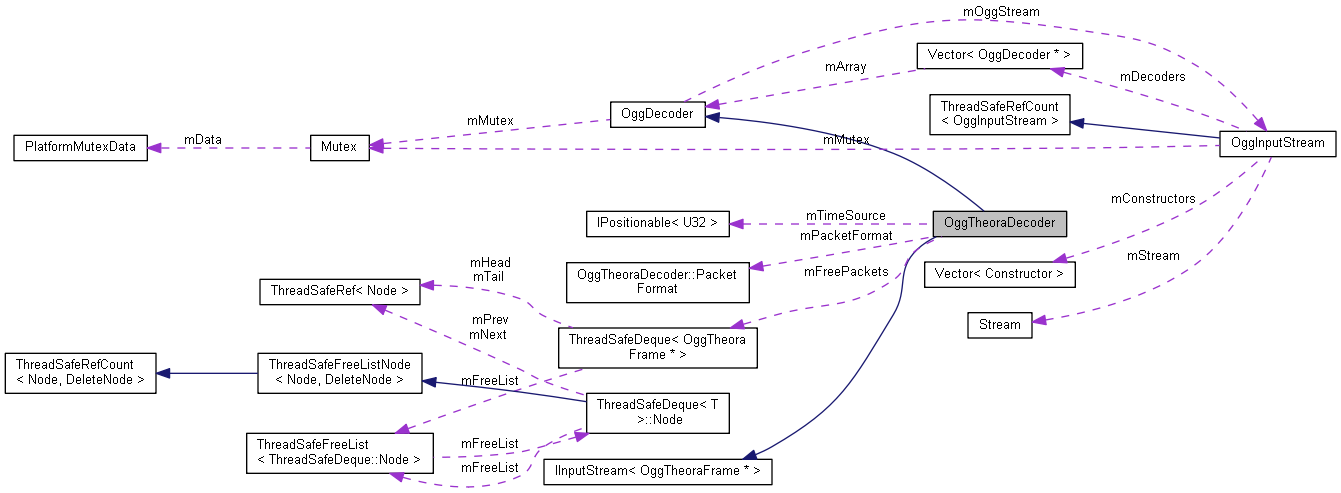 mOggStream
Vector< OggDecoder * >
mArray
mDecoders
ThreadSafeRefCount
< OggInputStream >
OggDecoder
mMutex
mData
PlatformMutexData
Mutex
mMutex
OggInputStream
mConstructors
IPositionable< U32 >
mTimeSource
OggTheoraDecoder
mPacketFormat
mStream
mHead
mTail
OggTheoraDecoder::Packet
Format
mFreePackets
Vector< Constructor >
ThreadSafeRef< Node >
mPrev
mNext
Stream
ThreadSafeDeque< OggTheora
Frame * >
ThreadSafeRefCount
< Node, DeleteNode >
ThreadSafeFreeListNode
< Node, DeleteNode >
mFreeList
ThreadSafeDeque< T
>::Node
ThreadSafeFreeList
< ThreadSafeDeque::Node >
mFreeList
mFreeList
IInputStream< OggTheoraFrame * >